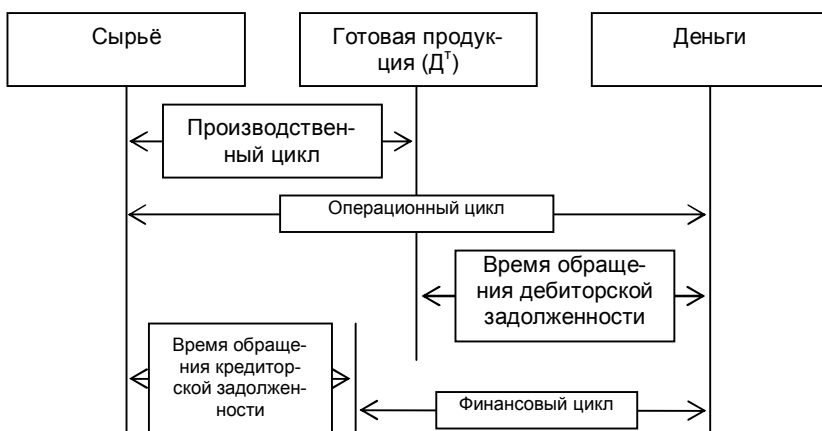 Сырьё
Готовая продук-
ция (Дᵀ)
Деньги
Производствен-
ный цикл
Операционный цикл
Время обраще-
ния дебиторской
задолженности
Время обраще-
ния кредитор-
ской задолжен-
ности
Финансовый цикл